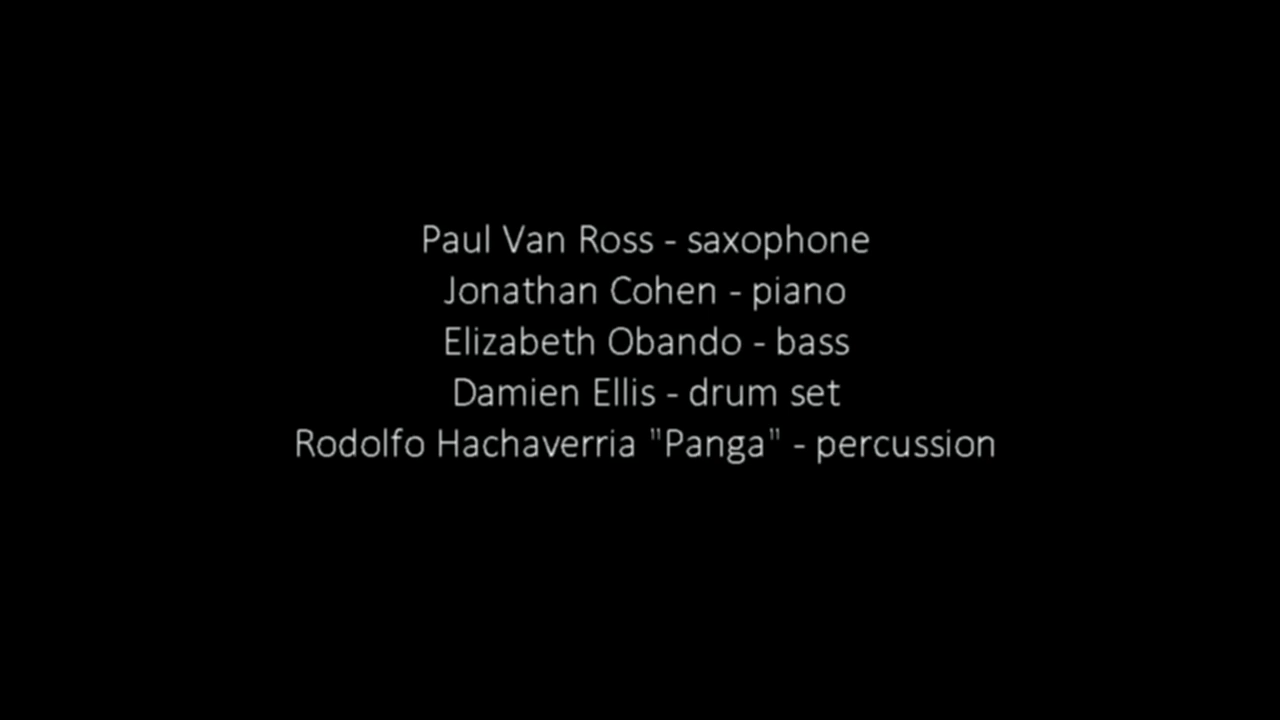 Paul Van Ross - saxophone
Jonathan Cohen - piano
Elizabeth Obando - bass
Damien Ellis - drum set
Rodolfo Hachaverria "Panga" - percussion